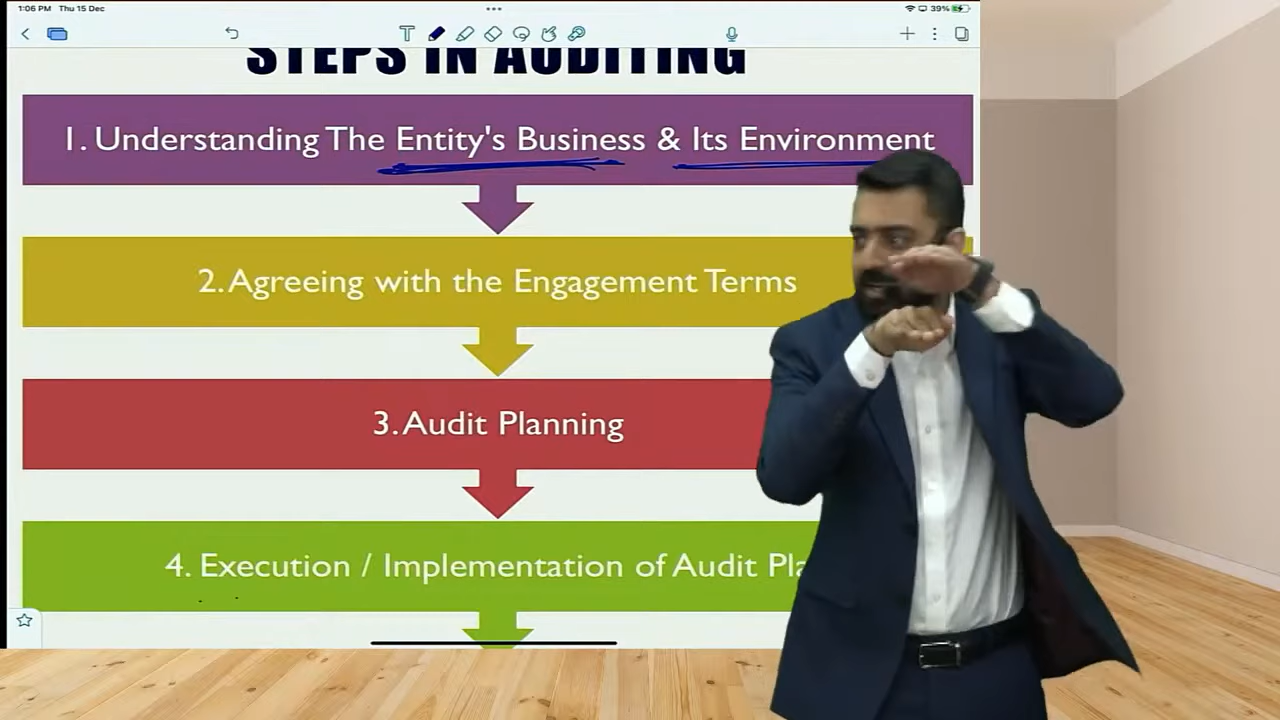 1:06 PM Thu 15 Dec
39%
STEPS IN AUDITING
1. Understanding The Entity's Business & Its Environment
2. Agreeing with the Engagement Terms
3. Audit Planning
4. Execution / Implementation of Audit